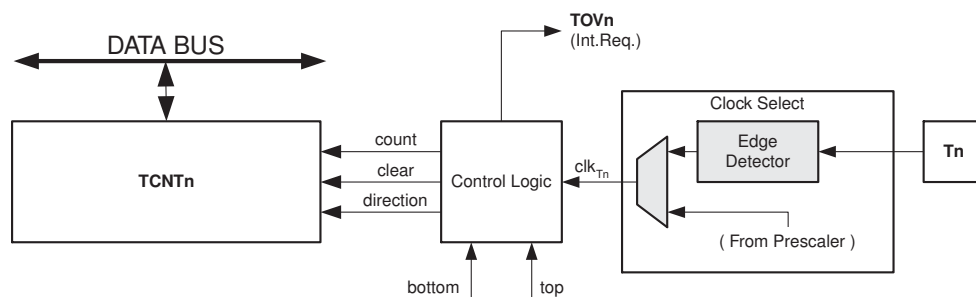 TOVn
(Int.Req.)
DATA BUS
Clock Select
count
Edge
Detector
Tn
TCNTn
clear
Control Logic
clkTn
direction
( From Prescaler )
bottom
top